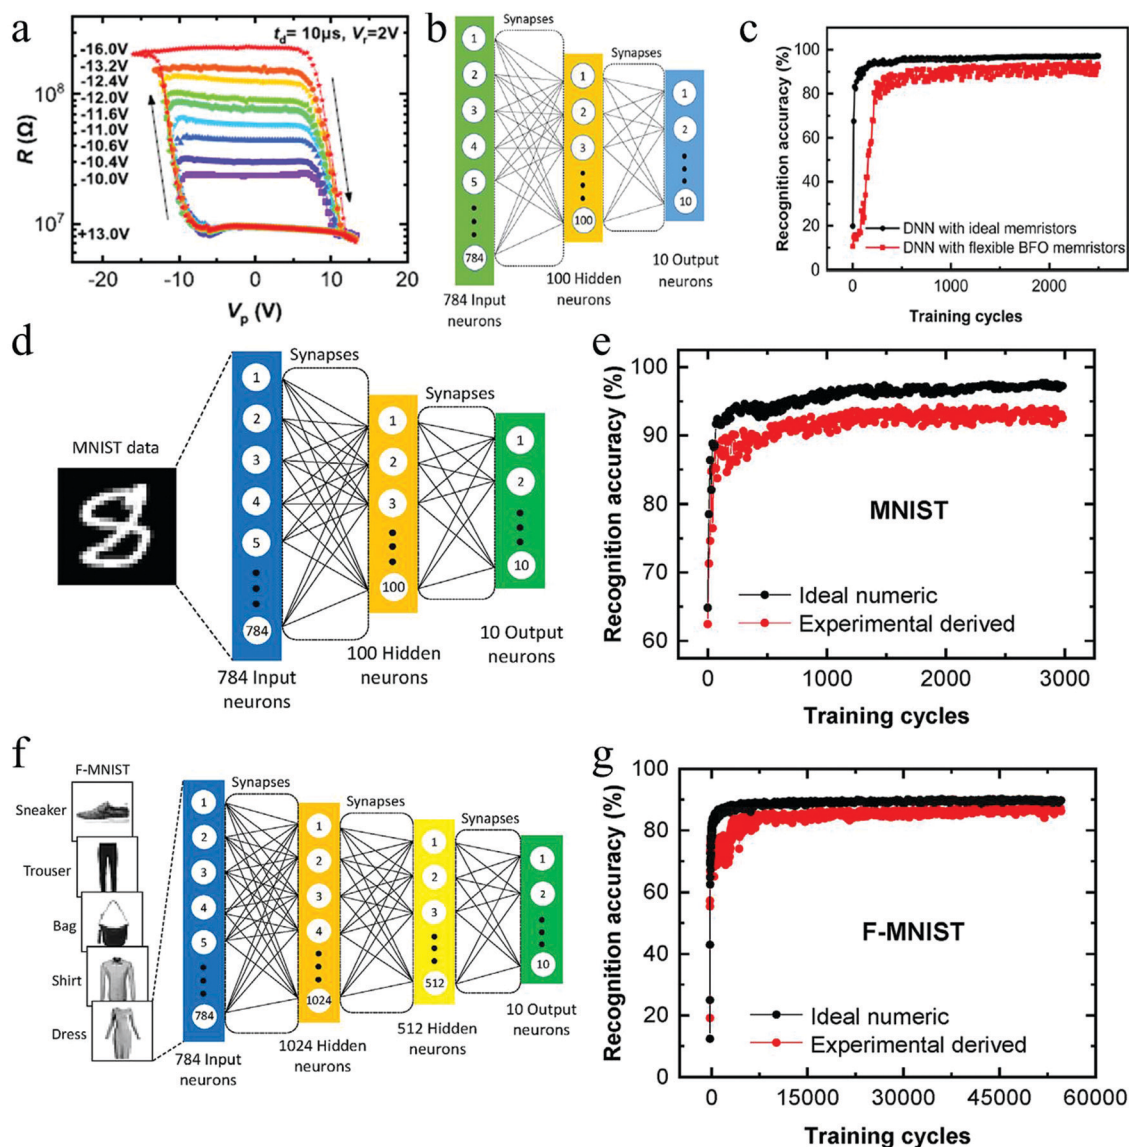 a
t_d= 10µs, V_r=2V
-16.0V
-13.2V
-12.4V
-12.0V
-11.6V
-11.0V
-10.6V
-10.4V
-10.0V
+13.0V
R (Ω)
10⁸
10⁷
-20
-10
0
10
20
V_p (V)
b
Synapses
Synapses
1
2
3
4
5
784
1
2
3
100
1
2
10
784 Input
neurons
100 Hidden
neurons
10 Output
neurons
c
Recognition accuracy (%)
100
80
60
40
20
0
DNN with ideal memristors
DNN with flexible BFO memristors
0
1000
2000
Training cycles
d
MNIST data
Synapses
Synapses
1
2
3
4
5
784
1
2
3
100
1
2
10
784 Input
neurons
100 Hidden
neurons
10 Output
neurons
e
Recognition accuracy (%)
100
90
80
70
60
MNIST
Ideal numeric
Experimental derived
0
1000
2000
3000
Training cycles
f
F-MNIST
Sneaker
Trouser
Bag
Shirt
Dress
Synapses
Synapses
Synapses
1
2
3
4
5
784
1
2
3
4
1024
1
2
3
512
1
2
10
784 Input
neurons
1024 Hidden
neurons
512 Hidden
neurons
10 Output
neurons
g
Recognition accuracy (%)
100
80
60
40
20
0
F-MNIST
Ideal numeric
Experimental derived
0
15000
30000
45000
60000
Training cycles